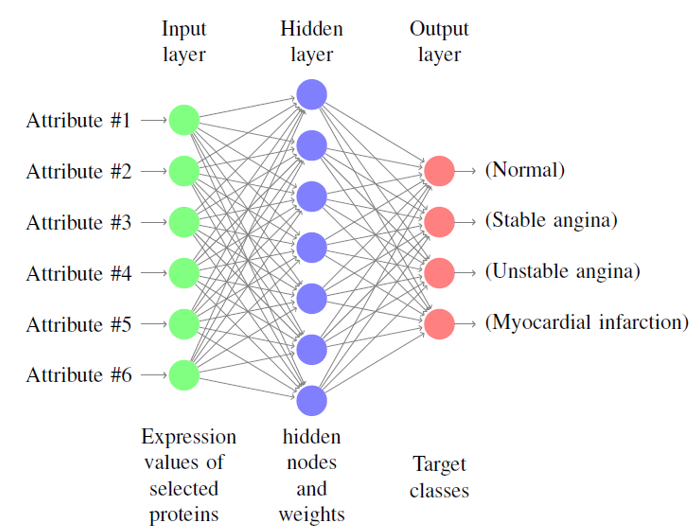 Input
layer
Hidden
layer
Output
layer
Attribute #1
Attribute #2
Attribute #3
Attribute #4
Attribute #5
Attribute #6
(Normal)
(Stable angina)
(Unstable angina)
(Myocardial infarction)
Expression
values of
selected
proteins
hidden
nodes
and
weights
Target
classes